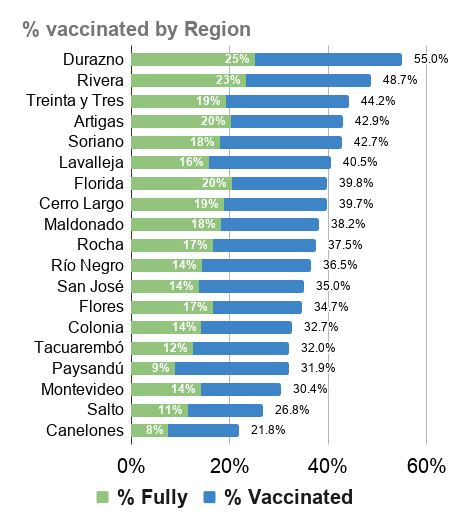 % vaccinated by Region
Durazno 25% 55.0%
Rivera 23% 48.7%
Treinta y Tres 19% 44.2%
Artigas 20% 42.9%
Soriano 18% 42.7%
Lavalleja 16% 40.5%
Florida 20% 39.8%
Cerro Largo 19% 39.7%
Maldonado 18% 38.2%
Rocha 17% 37.5%
Río Negro 14% 36.5%
San José 14% 35.0%
Flores 17% 34.7%
Colonia 14% 32.7%
Tacuarembó 12% 32.0%
Paysandú 9% 31.9%
Montevideo 14% 30.4%
Salto 11% 26.8%
Canelones 8% 21.8%
0% 20% 40% 60%
% Fully % Vaccinated